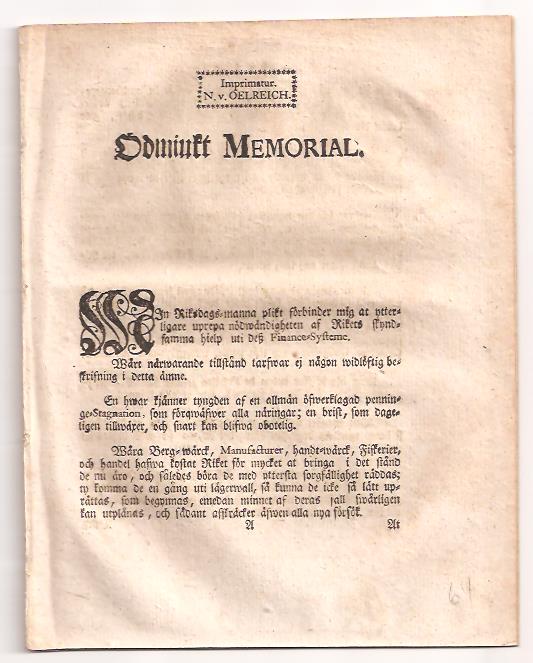 Imprimatur.
N. v. OELREICH.
Ödmiukt MEMORIAL.
MIn Riksdags-manna plikt förbinder mig at ytter-
ligare uprepa nödwändigheten af Rikets skynd-
samma hielp uti deß Finance-Systeme.
Wårt närwarande tillstånd tarfwar ej någon widlöftig be-
skrifning i detta ämne.
En hwar kjänner tyngden af en allmän öfwerklagad pennin-
ge-Stagnation, som förqwäfwer alla näringar; en brist, som dage-
ligen tillwäxer, och snart kan blifwa obotelig.
Wåra Berg-wärck, Manufacturer, handt-wärck, Fiskerier,
och handel hafwa kostat Riket för mycket at bringa i det stånd
de nu äro, och således böra de med yttersta sorgfällighet räddas;
ty komma de en gång uti lägerwall, så kunna de icke så lätt up-
rättas, som begynnas, emedan minnet af deras fall swårligen
kan utplånas, och sådant affkräcker äfwen alla nya försök.
A At
64